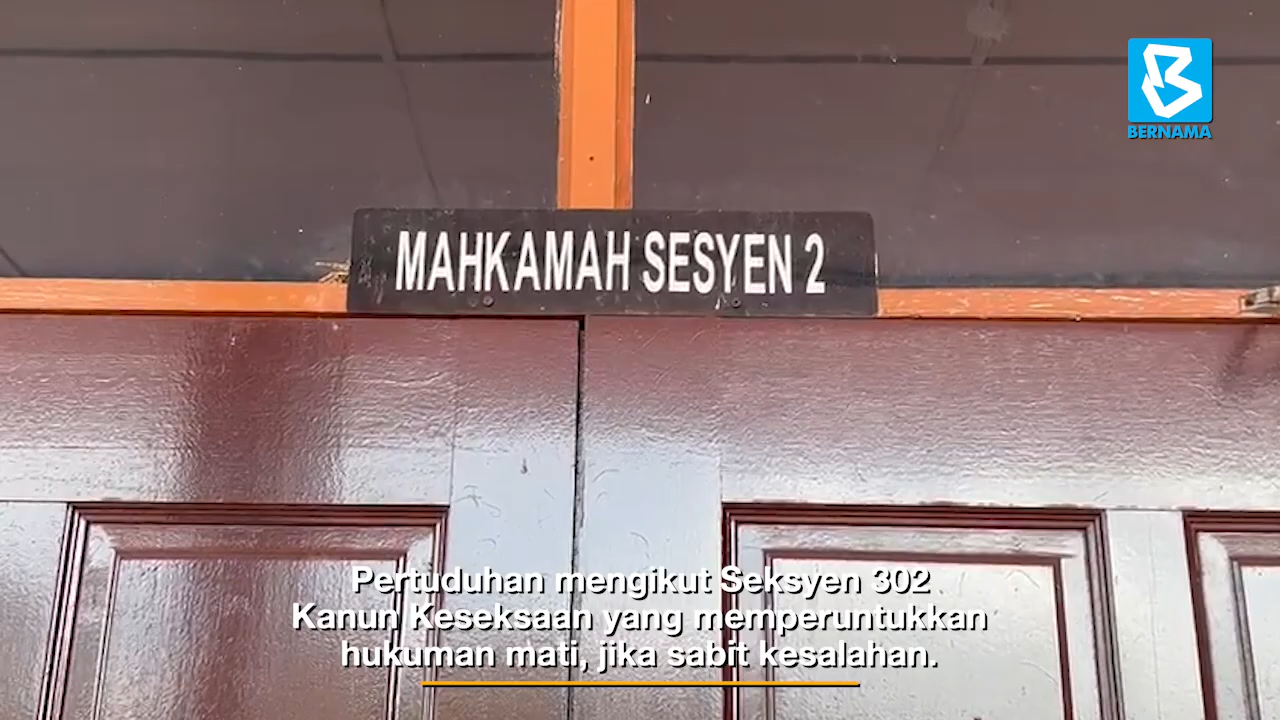 BERNAMA
MAHKAMAH SESYEN 2
Pertuduhan mengikut Seksyen 302
Kanun Keseksaan yang memperuntukkan
hukuman mati, jika sabit kesalahan.